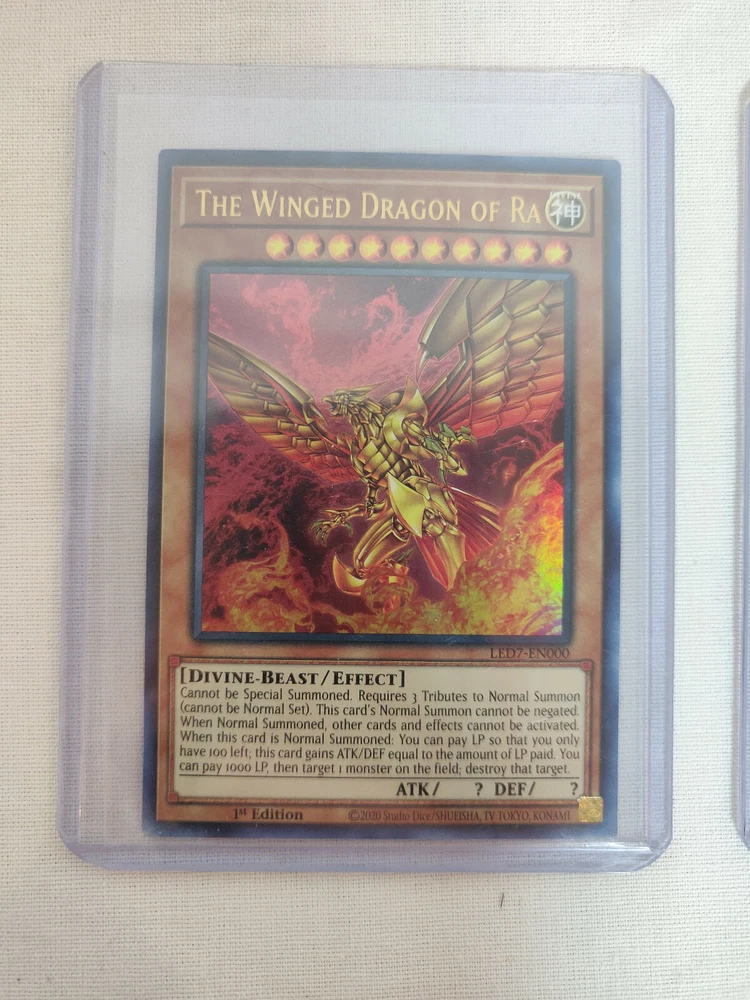 THE WINGED DRAGON OF RA
DIVINE
神
LED7-EN000
[DIVINE-BEAST/EFFECT]
Cannot be Special Summoned. Requires 3 Tributes to Normal Summon
(cannot be Normal Set). This card's Normal Summon cannot be negated.
When Normal Summoned, other cards and effects cannot be activated.
When this card is Normal Summoned: You can pay LP so that you only
have 100 left; this card gains ATK/DEF equal to the amount of LP paid. You
can pay 1000 LP, then target 1 monster on the field; destroy that target.
ATK/ ? DEF/ ?
1st Edition
©2020 Studio Dice/SHUEISHA, TV TOKYO, KONAMI